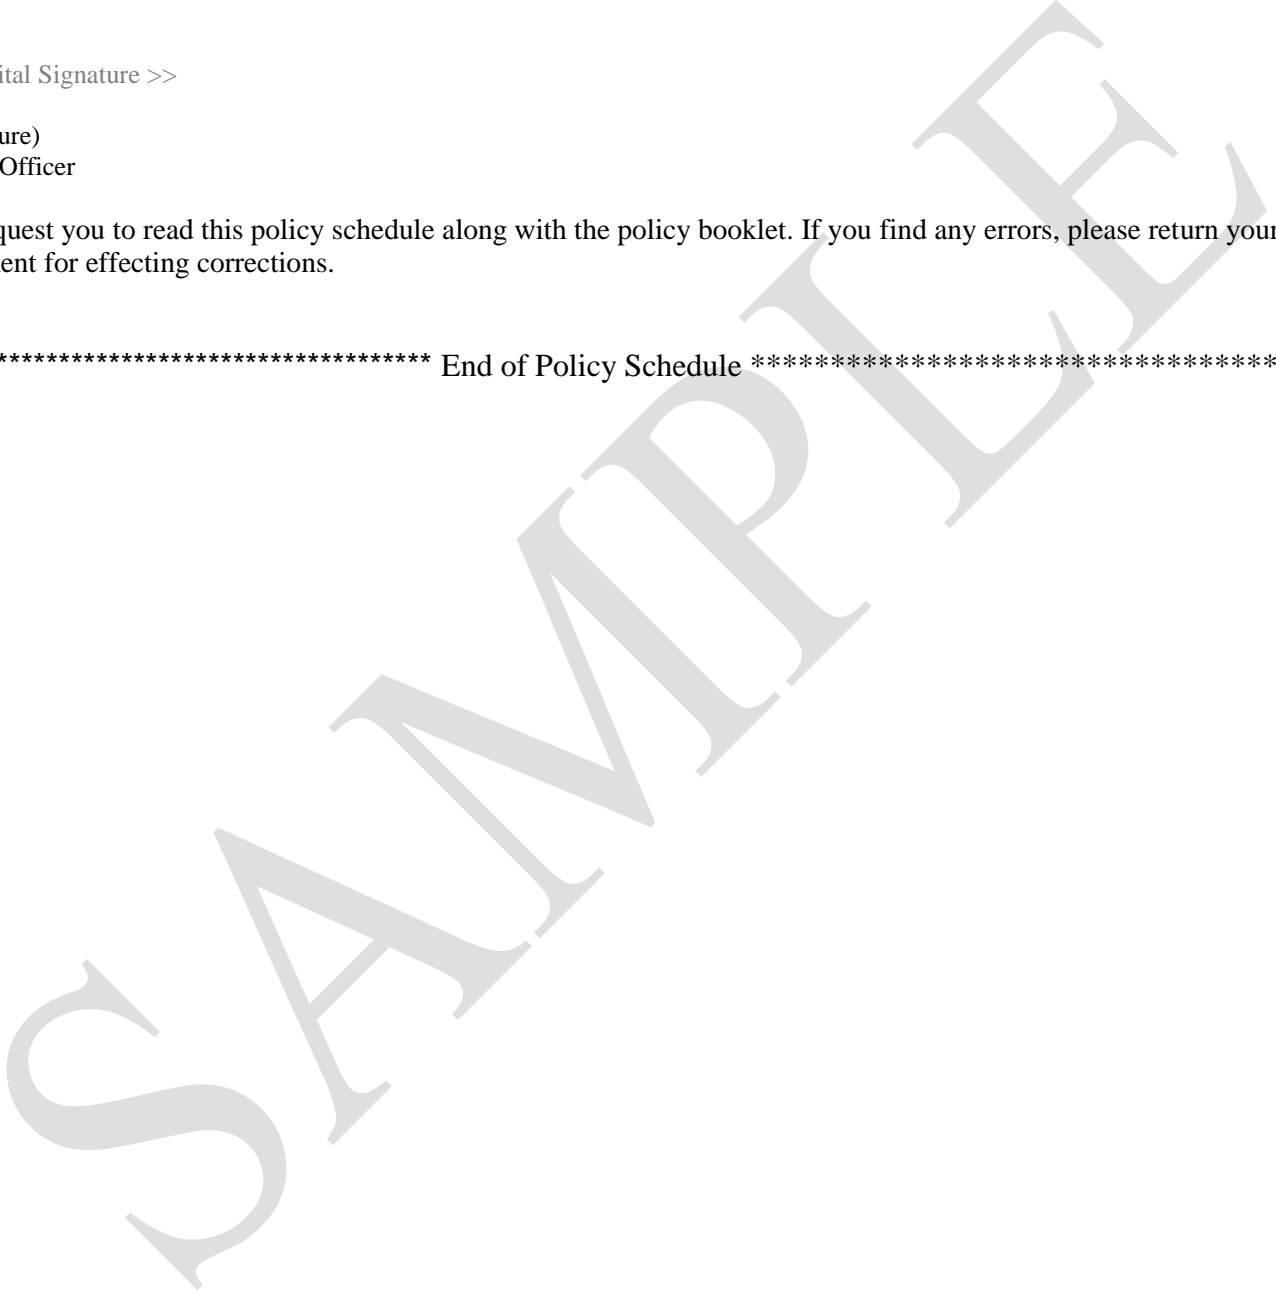 ital Signature >>
ure)
Officer
quest you to read this policy schedule along with the policy booklet. If you find any errors, please return your
ent for effecting corrections.
*********************************** End of Policy Schedule *********************************
SAMPLE